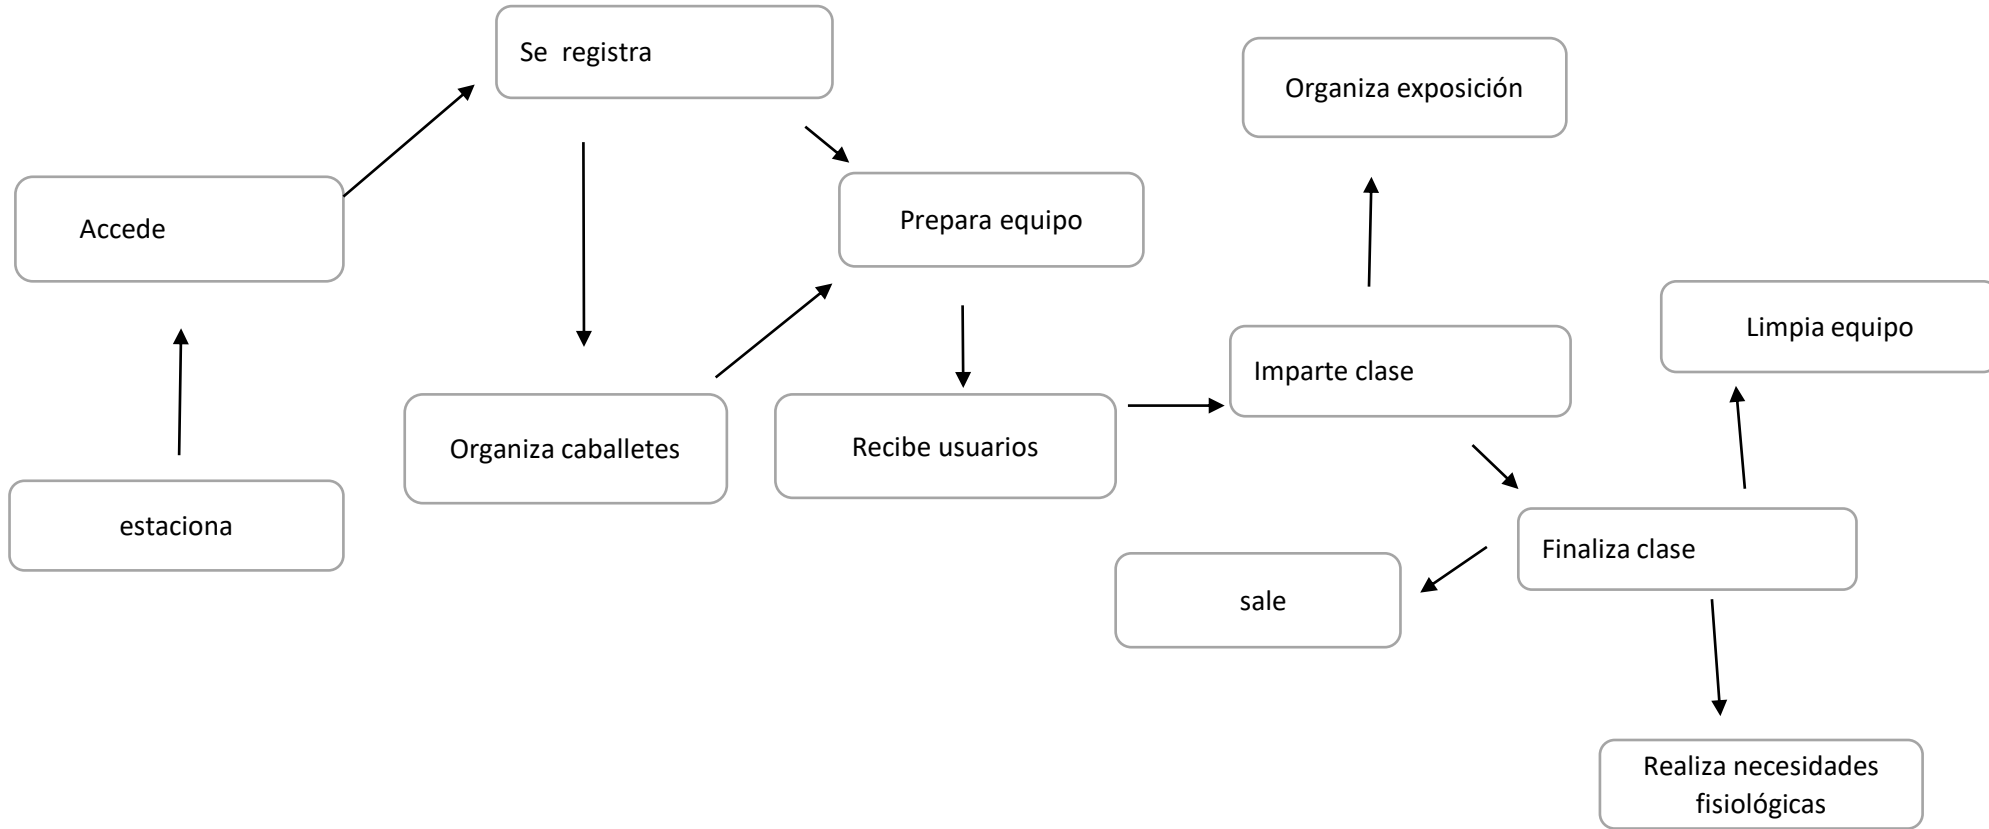 Se  registra
Organiza exposición
Accede
Prepara equipo
Limpia equipo
Imparte clase
Organiza caballetes
Recibe usuarios
estaciona
Finaliza clase
sale
Realiza necesidades
fisiológicas